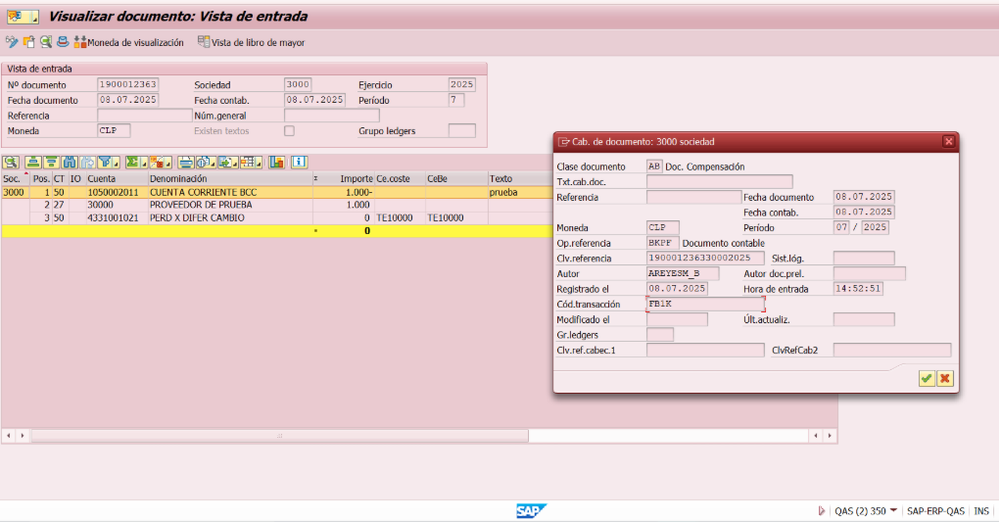 Visualizar documento: Vista de entrada
Moneda de visualización Vista de libro de mayor
Vista de entrada
Nº documento 1900012363 Sociedad 3000 Ejercicio 2025
Fecha documento 08.07.2025 Fecha contab. 08.07.2025 Período 7
Referencia Núm.general
Moneda CLP Existen textos Grupo ledgers
Soc. Pos. CT IO Cuenta Denominación Σ Importe Ce.coste CeBe Texto
3000 1 50 1050002011 CUENTA CORRIENTE BCC 1.000- prueba
2 27 30000 PROVEEDOR DE PRUEBA 1.000
3 50 4331001021 PERD X DIFER CAMBIO 0 TE10000 TE10000
0
Cab. de documento: 3000 sociedad
Clase documento AB Doc. Compensación
Txt.cab.doc.
Referencia Fecha documento 08.07.2025
Fecha contab. 08.07.2025
Moneda CLP Período 07 / 2025
Op.referencia BKPF Documento contable
Clv.referencia 190001236330002025 Sist.lóg.
Autor AREYESM_B Autor doc.prel.
Registrado el 08.07.2025 Hora de entrada 14:52:51
Cód.transacción FB1K
Modificado el Últ.actualiz.
Gr.ledgers
Clv.ref.cabec.1 ClvRefCab2
SAP QAS (2) 350 SAP-ERP-QAS INS